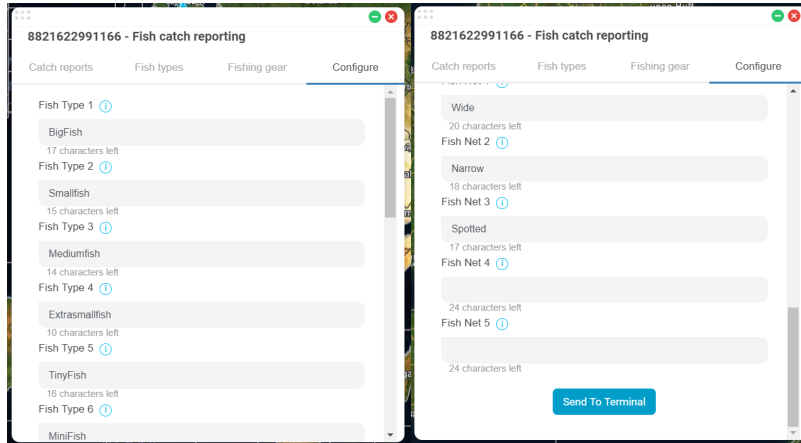 8821622991166 - Fish catch reporting
Catch reports Fish types Fishing gear Configure
Fish Type 1
BigFish
17 characters left
Fish Type 2
Smallfish
15 characters left
Fish Type 3
Mediumfish
14 characters left
Fish Type 4
Extrasmallfish
10 characters left
Fish Type 5
TinyFish
16 characters left
Fish Type 6
MiniFish
8821622991166 - Fish catch reporting
Catch reports Fish types Fishing gear Configure
Wide
20 characters left
Fish Net 2
Narrow
18 characters left
Fish Net 3
Spotted
17 characters left
Fish Net 4
24 characters left
Fish Net 5
24 characters left
Send To Terminal